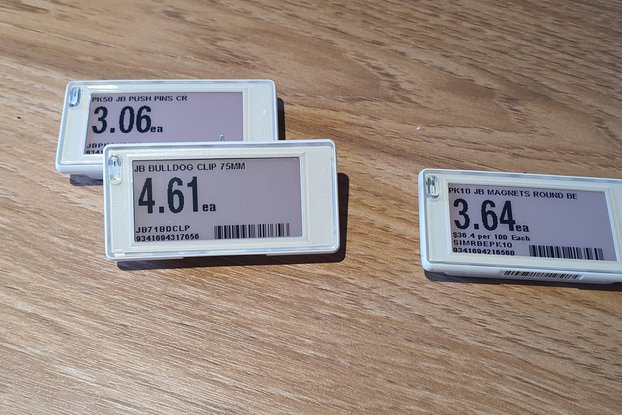 PK50 JB PUSH PINS CR
3.06ea
JB BULLDOG CLIP 75MM
4.61ea
JB71BDCLP
9341694317656
PK10 JB MAGNETS ROUND BE
3.64ea
$36.4 per 100 Each
SIMRBEPK10
9341694216560